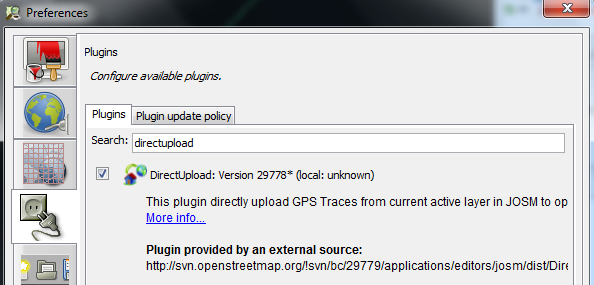 Preferences
Plugins
Configure available plugins.
Plugins
Plugin update policy
Search:
directupload
DirectUpload: Version 29778* (local: unknown)
This plugin directly upload GPS Traces from current active layer in JOSM to op
More info...
Plugin provided by an external source:
http://svn.openstreetmap.org/!svn/bc/29779/applications/editors/josm/dist/Dire